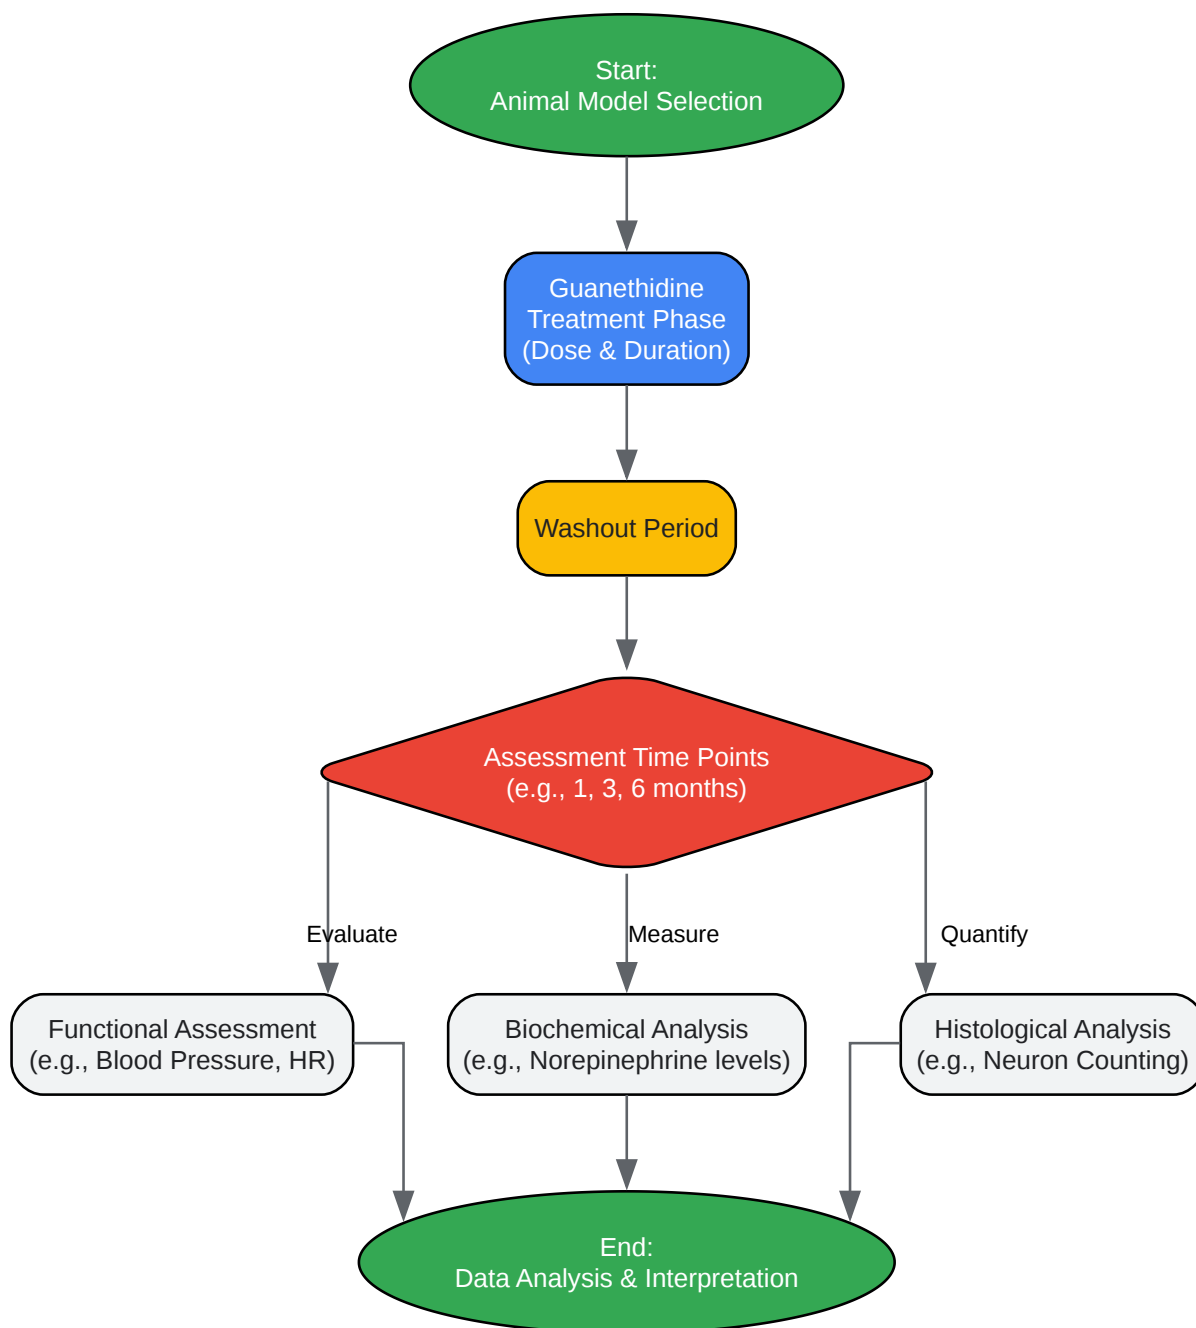 Start:
Animal Model Selection
Guanethidine
Treatment Phase
(Dose & Duration)
Washout Period
Assessment Time Points
(e.g., 1, 3, 6 months)
Evaluate
Measure
Quantify
Functional Assessment
(e.g., Blood Pressure, HR)
Biochemical Analysis
(e.g., Norepinephrine levels)
Histological Analysis
(e.g., Neuron Counting)
End:
Data Analysis & Interpretation